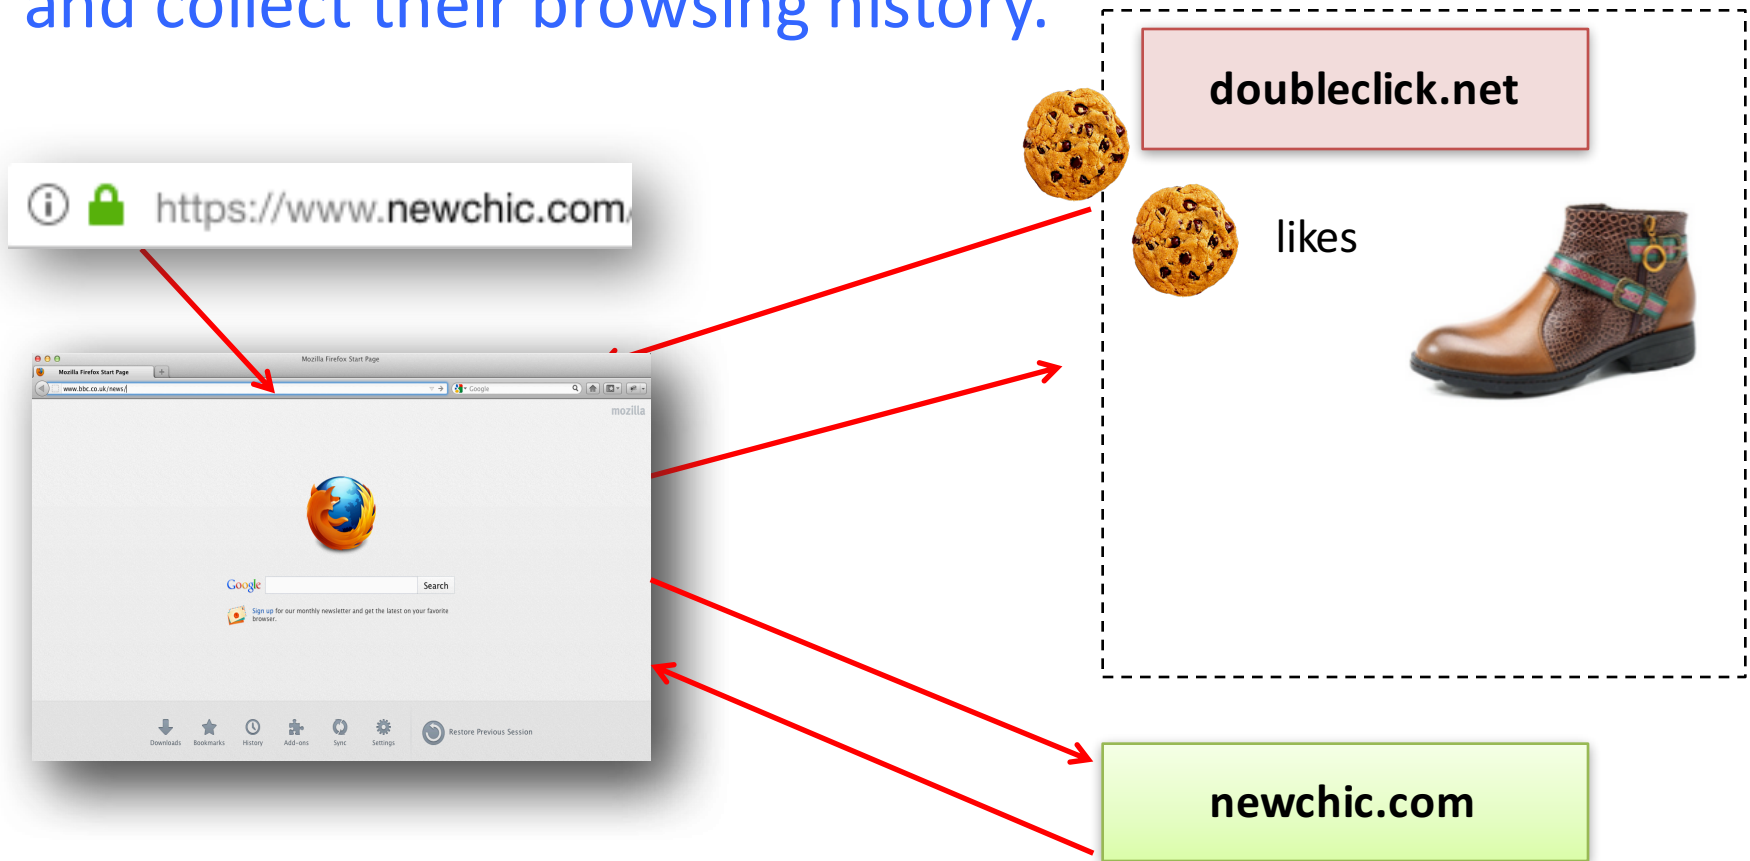 and collect their browsing history.
doubleclick.net
https://www.newchic.com/
likes
Mozilla Firefox Start Page
Mozilla Firefox Start Page
www.bbc.co.uk/news/
Google
mozilla
Google
Search
Sign up for our monthly newsletter and get the latest on your favorite
browser.
Downloads
Bookmarks
History
Add-ons
Sync
Settings
Restore Previous Session
newchic.com